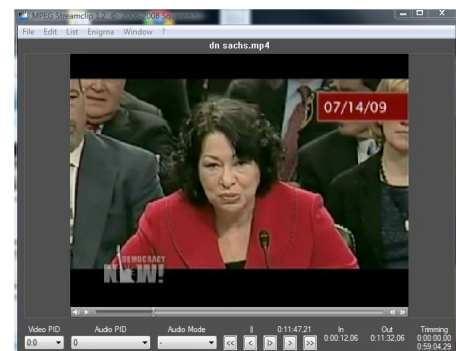 MPEG Streamclip 1.2 © 2006-2008
File Edit List Enigma Window ?
dn sachs.mp4
07/14/09
DEMOCRACY
NOW!
Video PID Audio PID Audio Mode || 0:11:47,21 In Out Trimming
0:0 0 - << < |> > >> 0:00:12,06 0:11:32,06 0:00:00,00
0:59:04,29